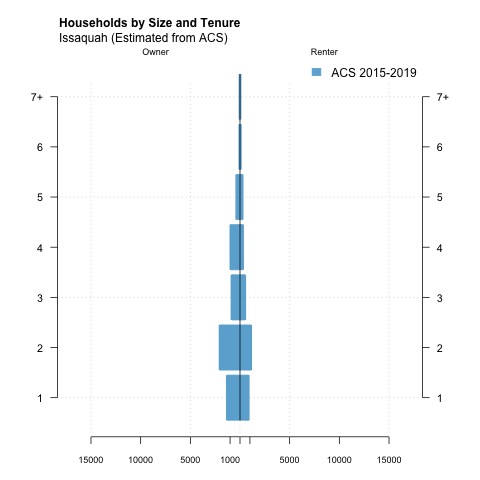 Households by Size and Tenure
Issaquah (Estimated from ACS)
Owner Renter
ACS 2015-2019
7+ 7+
6 6
5 5
4 4
3 3
2 2
1 1
15000 10000 5000 1000 5000 10000 15000